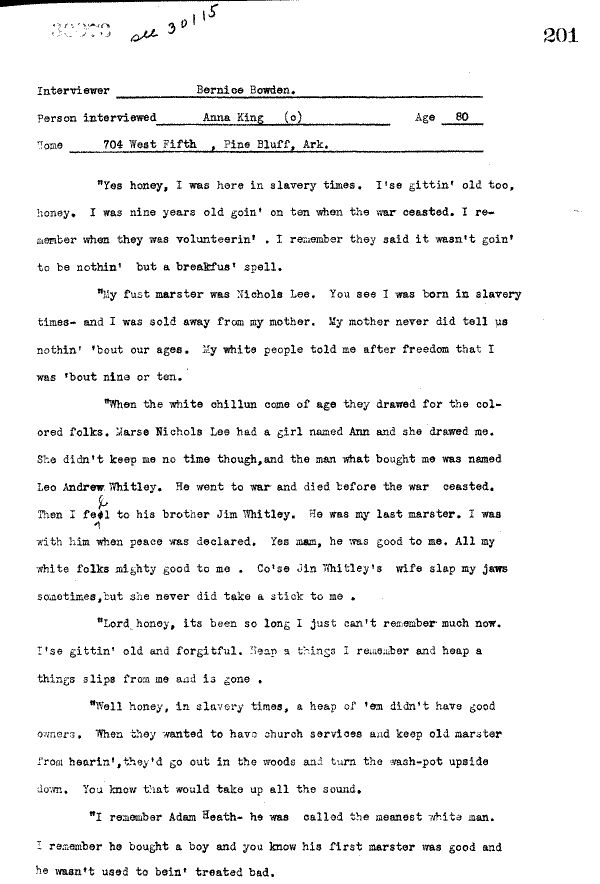 30078 see 30115
201
Interviewer Bernice Bowden.
Person interviewed Anna King (c) Age 80
Home 704 West Fifth , Pine Bluff, Ark.
"Yes honey, I was here in slavery times. I'se gittin' old too,
honey. I was nine years old goin' on ten when the war ceasted. I re-
member when they was volunteerin' . I remember they said it wasn't goin'
to be nothin' but a breakfus' spell.
"My fust marster was Nichols Lee. You see I was born in slavery
times- and I was sold away from my mother. My mother never did tell us
nothin' 'bout our ages. My white people told me after freedom that I
was 'bout nine or ten.
"When the white chillun come of age they drawed for the col-
ored folks. Marse Nichols Lee had a girl named Ann and she drawed me.
She didn't keep me no time though,and the man what bought me was named
Leo Andrew Whitley. He went to war and died before the war ceasted.
Then I fell to his brother Jim Whitley. He was my last marster. I was
with him when peace was declared. Yes mam, he was good to me. All my
white folks mighty good to me . Co'se Jin Whitley's wife slap my jaws
sometimes,but she never did take a stick to me .
"Lord honey, its been so long I just can't remember much now.
I'se gittin' old and forgitful. Heap a things I remember and heap a
things slips from me and is gone .
"Well honey, in slavery times, a heap of 'em didn't have good
owners. When they wanted to have church services and keep old marster
from hearin',they'd go out in the woods and turn the wash-pot upside
down. You know that would take up all the sound.
"I remember Adam Heath- he was called the meanest white man.
I remember he bought a boy and you know his first marster was good and
he wasn't used to bein' treated bad.